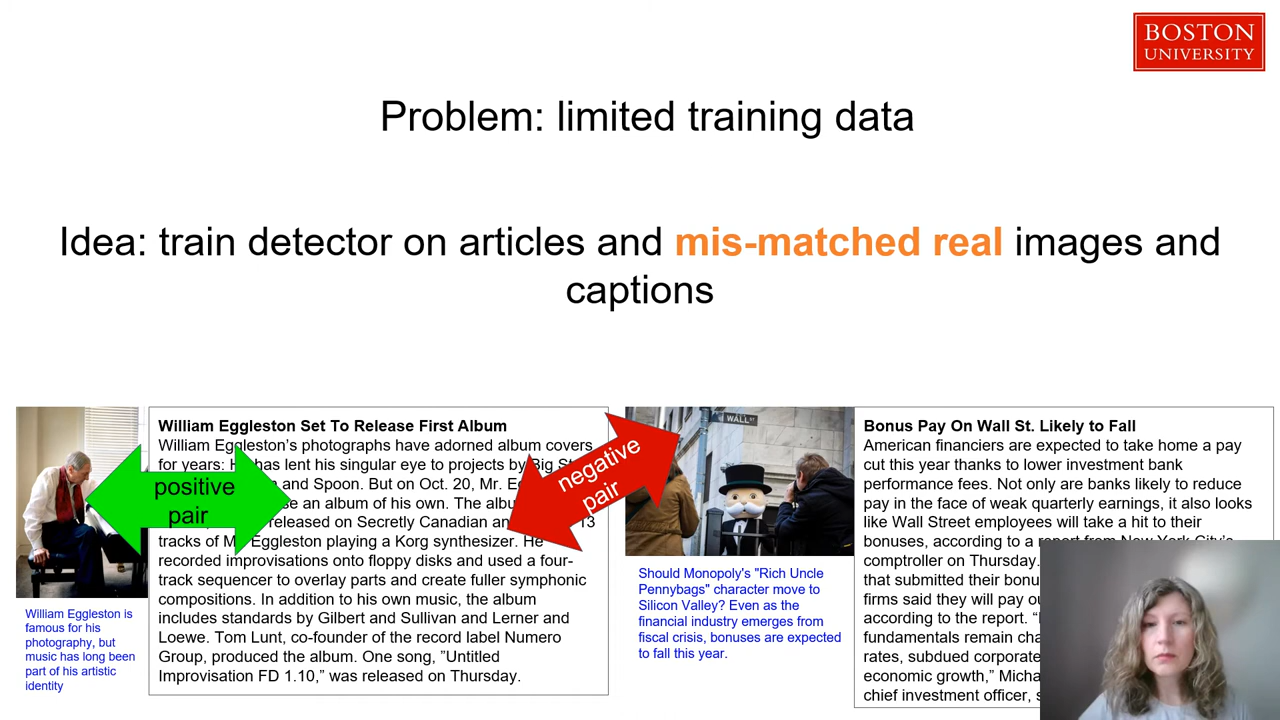 BOSTON
UNIVERSITY
Problem: limited training data
Idea: train detector on articles and mis-matched real images and
captions
William Eggleston is
famous for his
photography, but
music has long been
part of his artistic
identity
positive
pair
William Eggleston Set To Release First Album
William Eggleston's photographs have adorned album covers
for years: has lent his singular eye to projects by Big
and Spoon. But on Oct. 20, Mr.
an album of his own. The
released on Secretly Canadian 13
tracks of Eggleston playing a Korg synthesizer. He
recorded improvisations onto floppy disks and used a four-
track sequencer to overlay parts and create fuller symphonic
compositions. In addition to his own music, the album
includes standards by Gilbert and Sullivan and Lerner and
Loewe. Tom Lunt, co-founder of the record label Numero
Group, produced the album. One song, ”Untitled
Improvisation FD 1.10,” was released on Thursday.
negative
pair
WALL ST
Should Monopoly's "Rich Uncle
Pennybags" character move to
Silicon Valley? Even as the
financial industry emerges from
fiscal crisis, bonuses are expected
to fall this year.
Bonus Pay On Wall St. Likely to Fall
American financiers are expected to take home a pay
cut this year thanks to lower investment bank
performance fees. Not only are banks likely to reduce
pay in the face of weak quarterly earnings, it also looks
like Wall Street employees will take a hit to their
bonuses, according to a report from New York City's
comptroller on Thursday.
that submitted their
firms said they will pay
according to the report.
fundamentals remain
rates, subdued corporate
economic growth,”
chief investment officer,